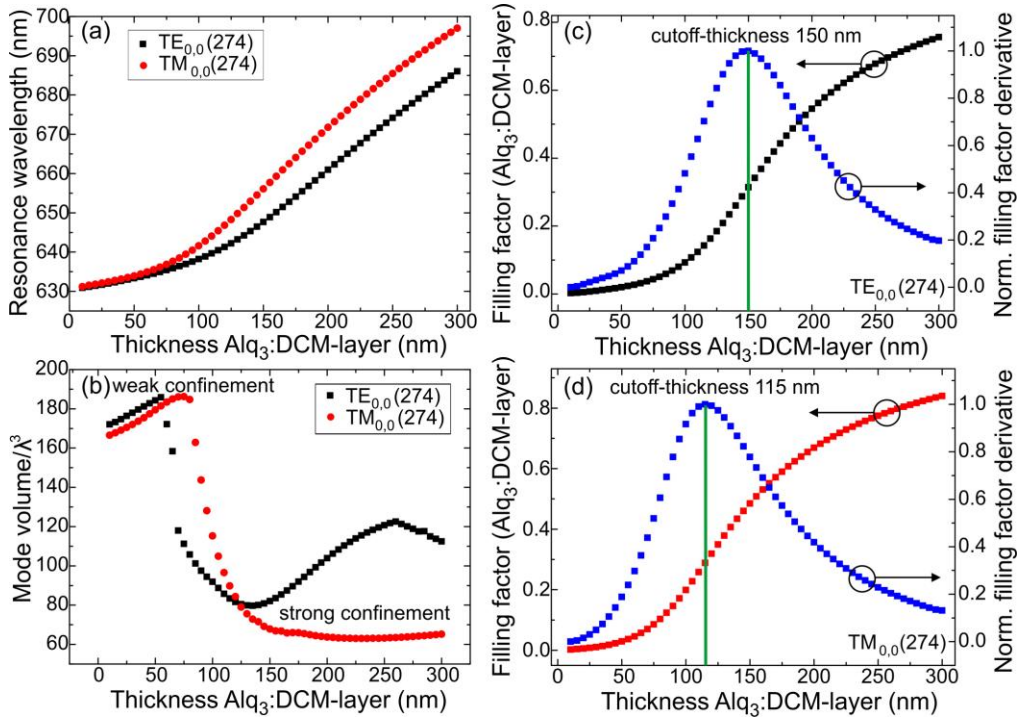 (a)
TE0,0(274)
TM0,0(274)
Resonance wavelength (nm)
700
690
680
670
660
650
640
630
0 50 100 150 200 250 300
Thickness Alq3:DCM-layer (nm)
(b)
weak confinement
TE0,0(274)
TM0,0(274)
strong confinement
Mode volume/ƛ3
200
180
160
140
120
100
80
60
0 50 100 150 200 250 300
Thickness Alq3:DCM-layer (nm)
(c)
cutoff-thickness 150 nm
TE0,0(274)
Filling factor (Alq3:DCM-layer)
0.8
0.6
0.4
0.2
0.0
Norm. filling factor derivative
1.0
0.8
0.6
0.4
0.2
0.0
0 50 100 150 200 250 300
Thickness Alq3:DCM-layer (nm)
(d)
cutoff-thickness 115 nm
TM0,0(274)
Filling factor (Alq3:DCM-layer)
0.8
0.6
0.4
0.2
0.0
Norm. filling factor derivative
1.0
0.8
0.6
0.4
0.2
0.0
0 50 100 150 200 250 300
Thickness Alq3:DCM-layer (nm)